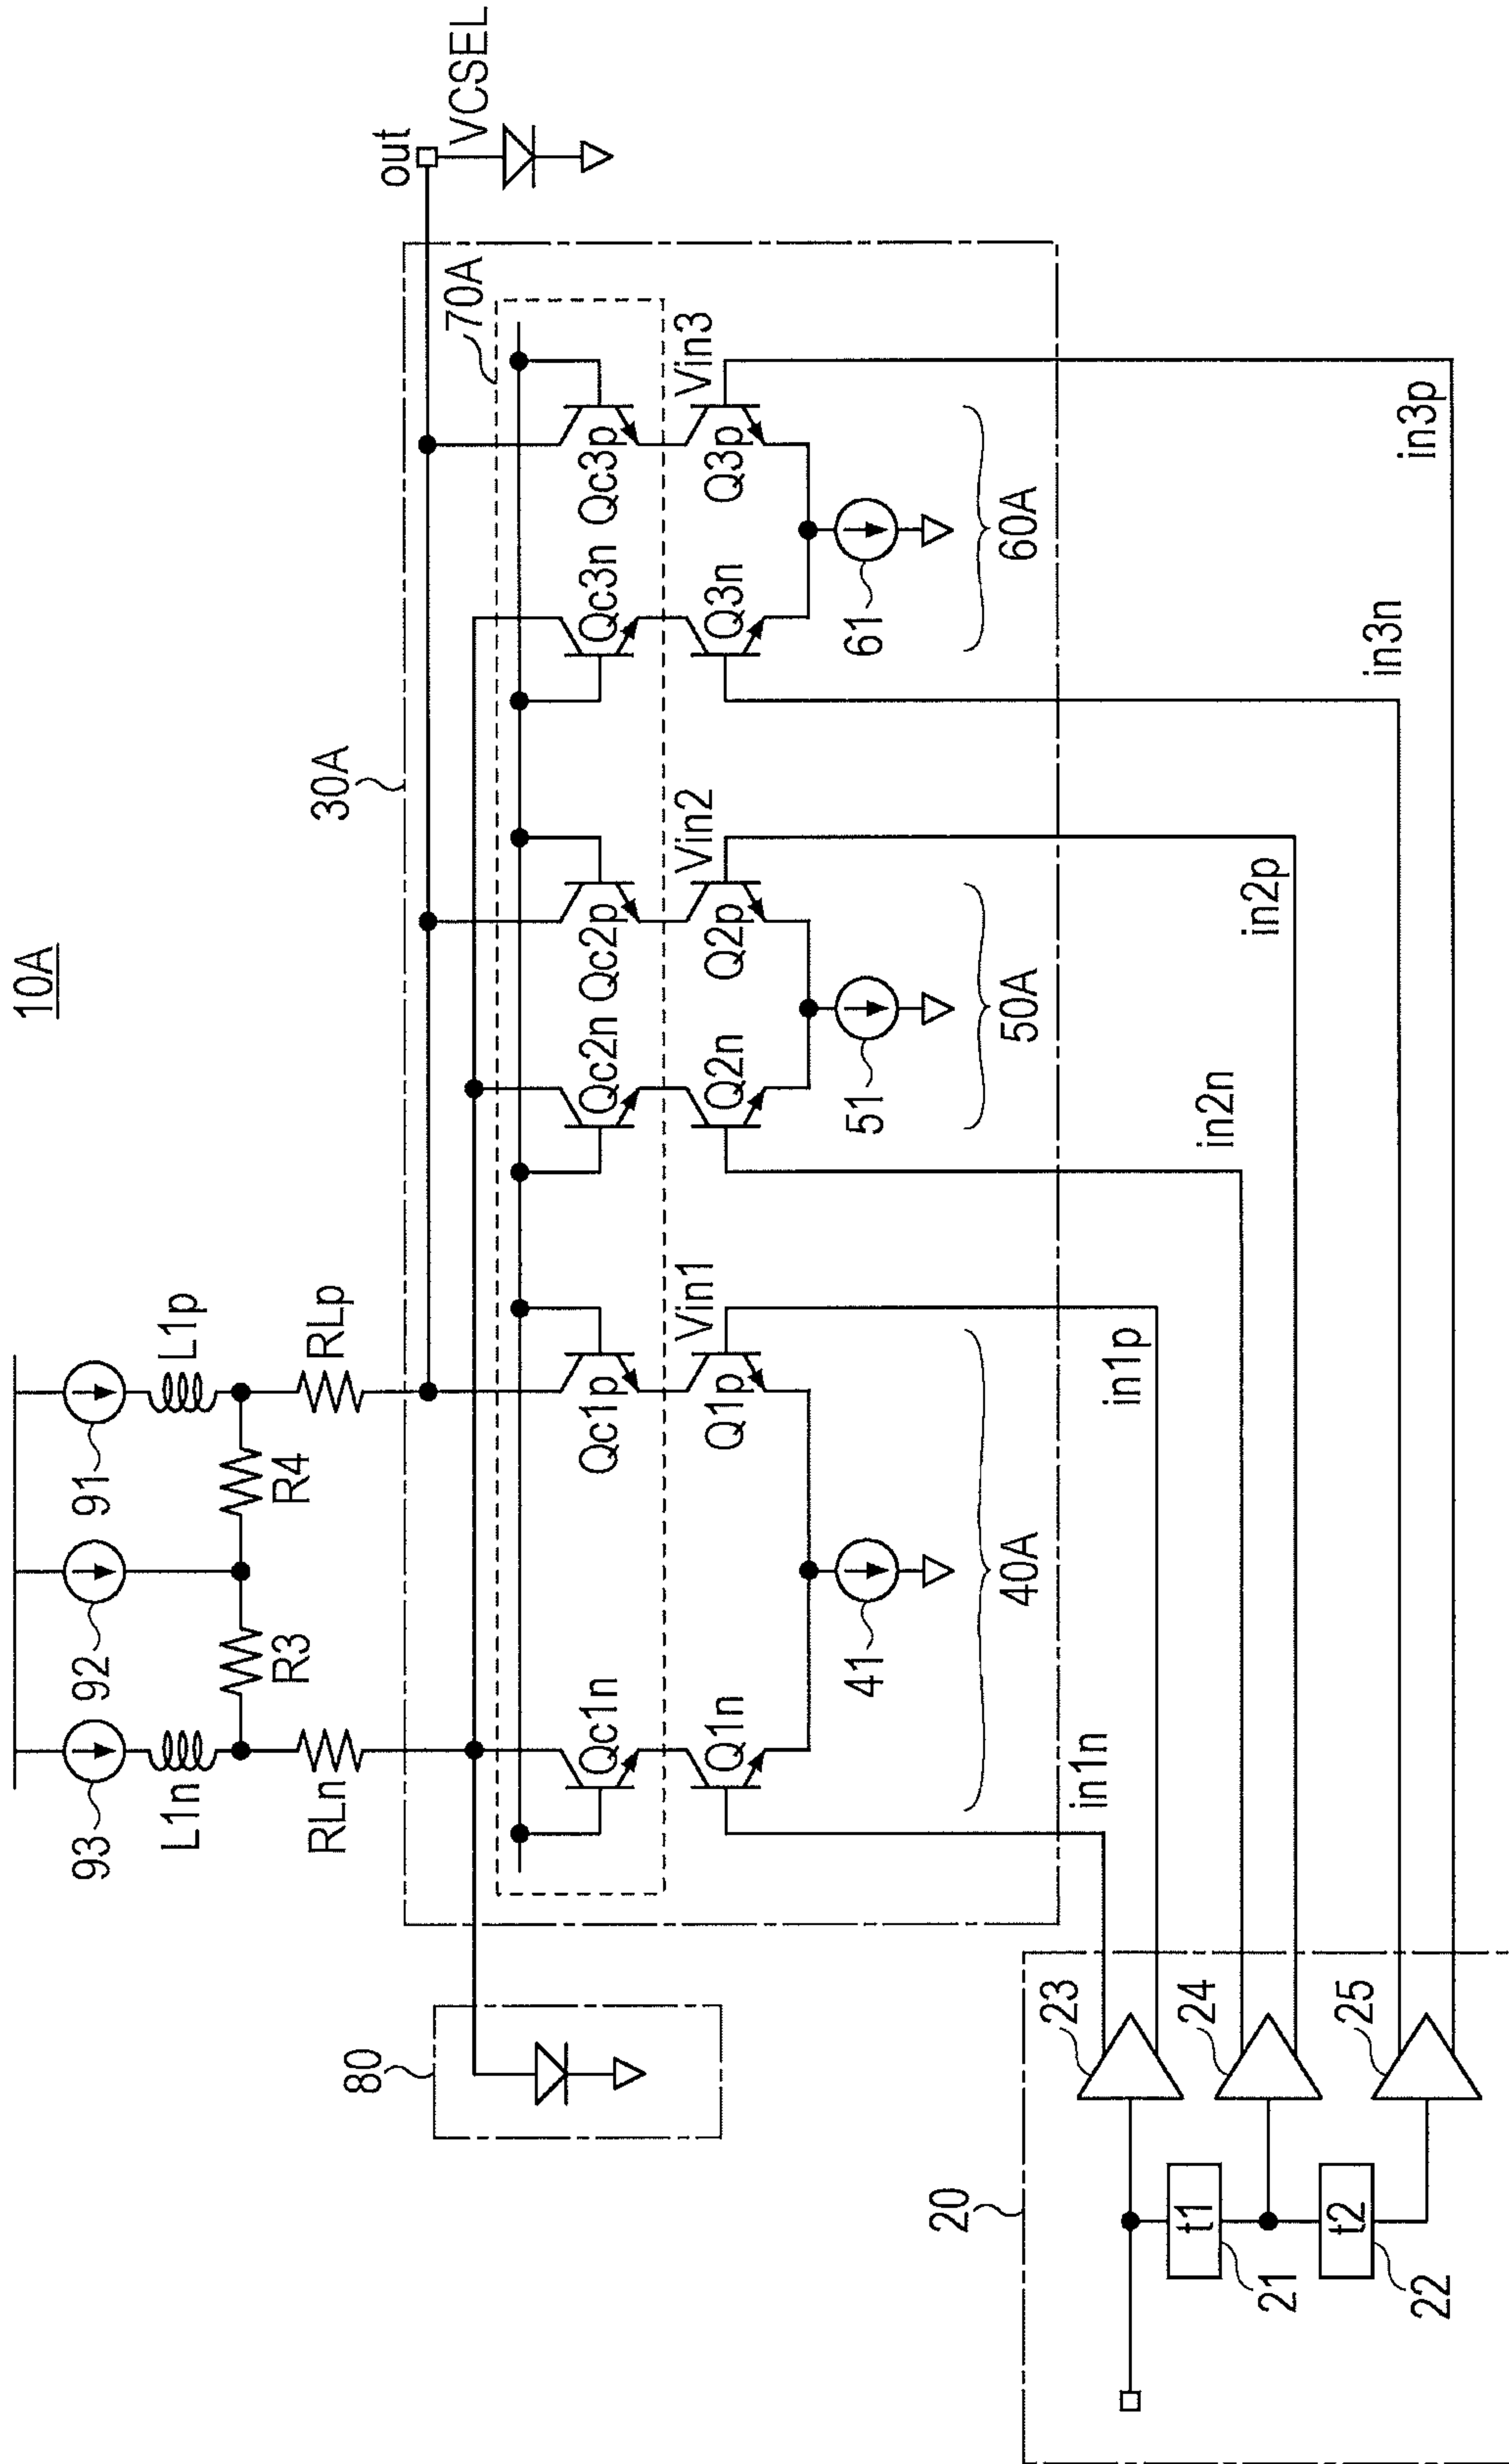 10A
93
92
91
L1n
L1p
R3
R4
RLn
RLp
30A
out
VCSEL
70A
80
Qc1n
Qc1p
Qc2n
Qc2p
Qc3n
Qc3p
Vin1
Vin2
Vin3
Q1n
Q1p
Q2n
Q2p
Q3n
Q3p
41
51
61
40A
50A
60A
in1n
in1p
in2n
in2p
in3n
in3p
20
23
24
25
t1
21
t2
22